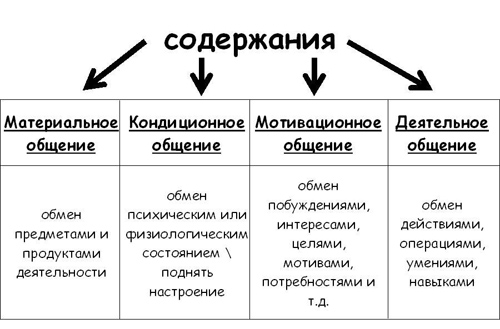 содержания
Материальное
общение
Кондиционное
общение
Мотивационное
общение
Деятельное
общение
обмен
предметами и
продуктами
деятельности
обмен
психическим или
физиологическим
состоянием \
поднять
настроение
обмен
побуждениями,
интересами,
целями,
мотивами,
потребностями и
т.д.
обмен
действиями,
операциями,
умениями,
навыками